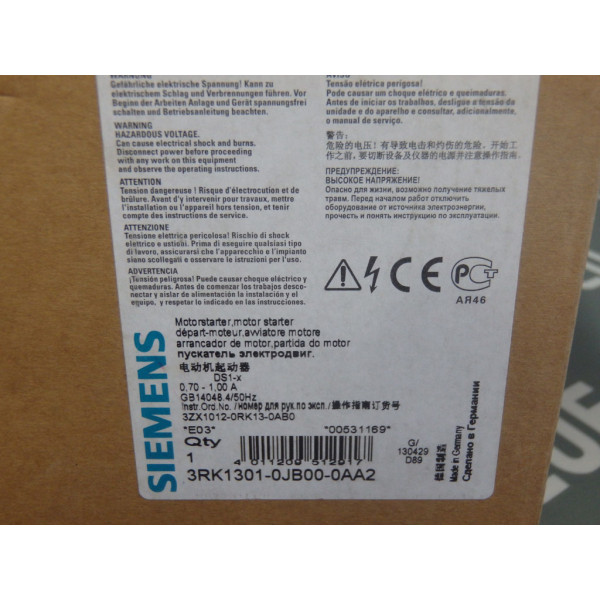 WARNUNG
Gefährliche elektrische Spannung! Kann zu
elektrischem Schlag und Verbrennungen führen. Vor
Beginn der Arbeiten Anlage und Gerät spannungsfrei
schalten und Betriebsanleitung beachten.
WARNING
HAZARDOUS VOLTAGE.
Can cause electrical shock and burns.
Disconnect power before proceeding
with any work on this equipment
and observe the operating instructions.
ATTENTION
Tension dangereuse ! Risque d'électrocution et de
brûlure. Avant d'y intervenir pour travaux, mettre
l'installation ou l'appareil hors tension, et tenir
compte des instructions de service.
ATTENZIONE
Tensione elettrica pericolosa! Rischio di shock
elettrico e ustioni. Prima di eseguire qualsiasi tipo
di lavoro, assicurarsi che l'apparecchio e l'impianto
siano scollegati e osservare le istruzioni per l'uso.
ADVERTENCIA
¡Tensión peligrosa! Puede causar choque eléctrico y
quemaduras. Antes de comenzar los trabajos desco-
nectar y aislar de alimentación la instalación y el
equipo, y respetar lo indicado en las instrucciones.
AVISO
Tensão elétrica perigosa!
Pode causar um choque elétrico e queimaduras.
Antes de iniciar os trabalhos, desligue a tensão da
unidade e do aparelho e consultar, adicionalmente,
o manual de serviço.
警告:
危险的电压!有导致电击和灼伤的危险。开始工
作之前,要切断设备及仪器的电源并注意操作指南.
ПРЕДУПРЕЖДЕНИЕ:
ВЫСОКОЕ НАПРЯЖЕНИЕ!
Опасно для жизни, возможно получение тяжелых
травм. Перед началом работ отключить
оборудование от источника электроэнергии,
прочесть и понять инструкцию по эксплуатации.
CE
РСТ
АЯ46
SIEMENS
Motorstarter,motor starter
départ-moteur,avviatore motore
arrancador de motor,partida do motor
пускатель электродвиг.
电动机起动器
DS1-x
0,70 - 1,00 A
GB14048.4/50Hz
Instr.Ord.No. /номер для рук.по эксп./操作指南订货号
3ZX1012-0RK13-0AB0
"E03" "00531169"
Qty
1
4 011209 512917
3RK1301-0JB00-0AA2
G/
130429
D89
德国制造
Made in Germany
Сделано в Германии